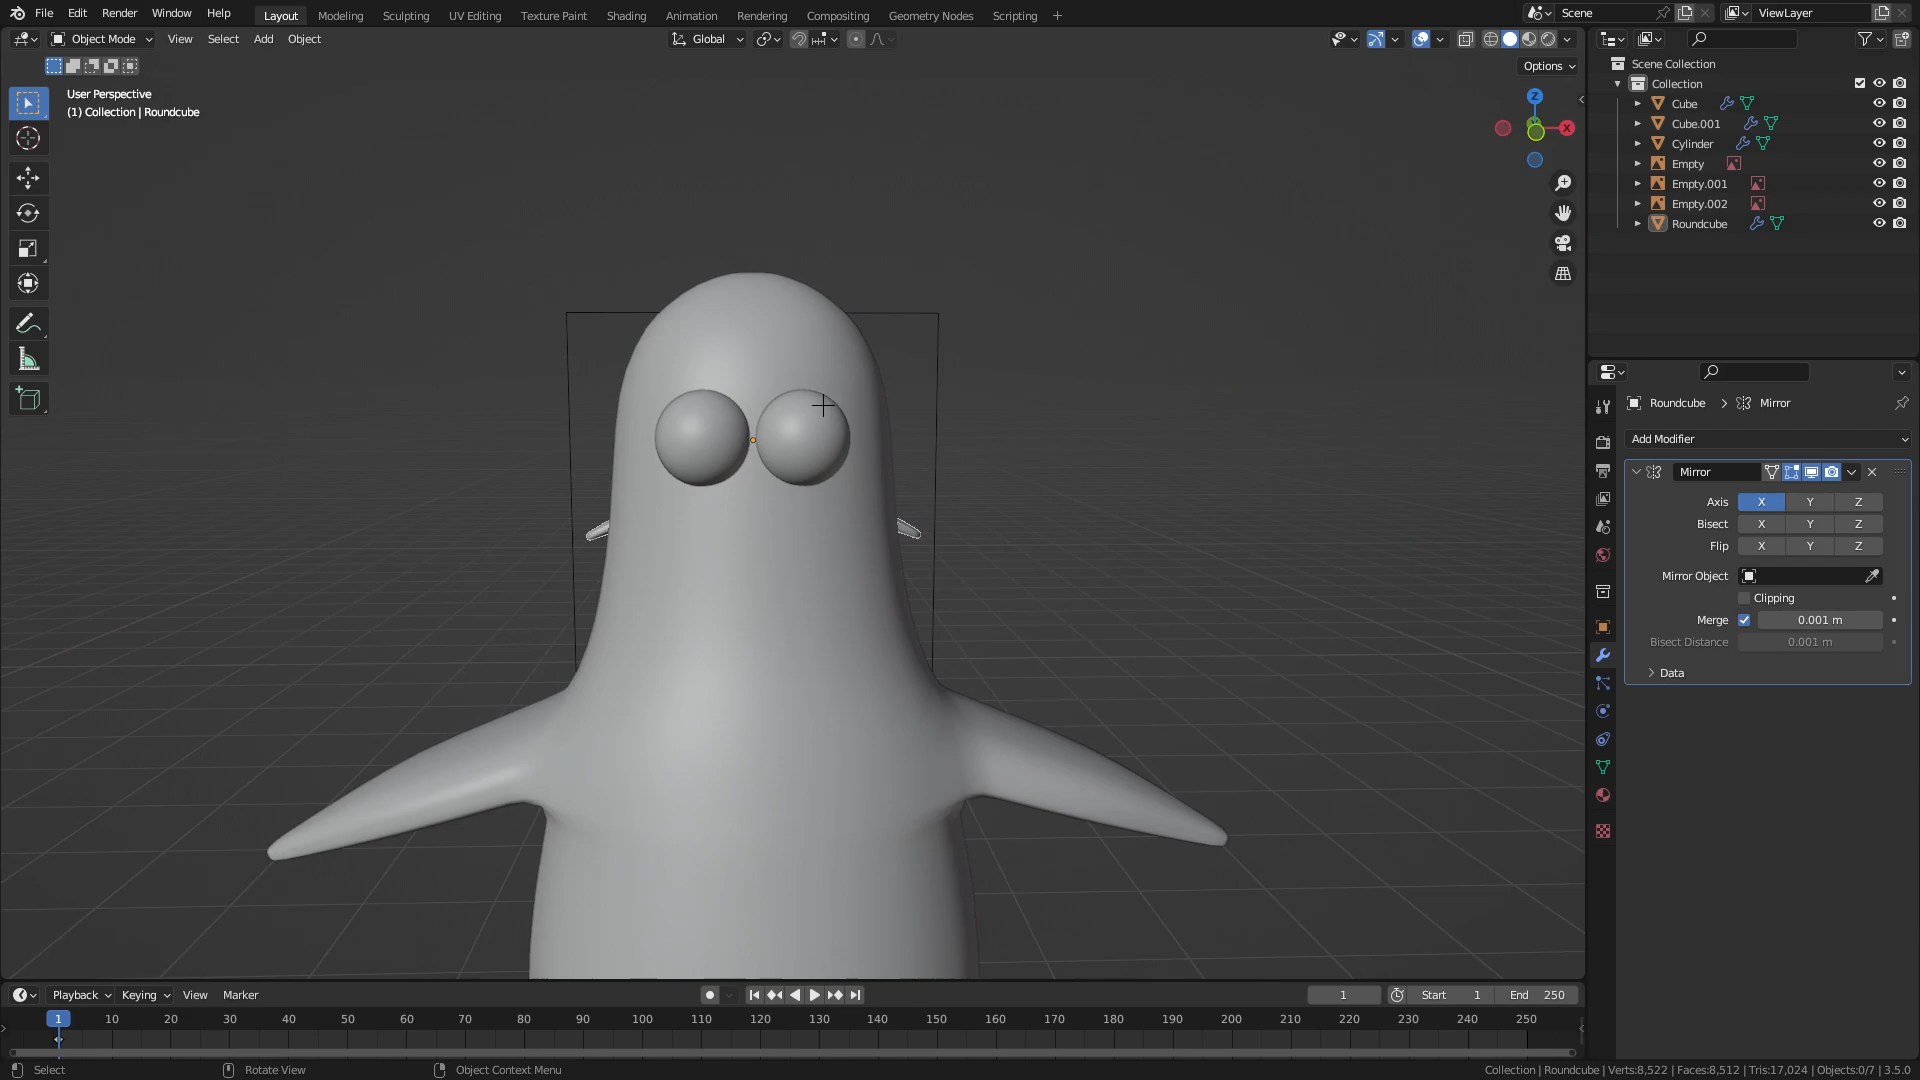 File Edit Render Window Help Layout Modeling Sculpting UV Editing Texture Paint Shading Animation Rendering Compositing Geometry Nodes Scripting + Scene ViewLayer
Object Mode View Select Add Object Global
Options
User Perspective
(1) Collection | Roundcube
Z
X
Scene Collection
Collection
Cube
Cube.001
Cylinder
Empty
Empty.001
Empty.002
Roundcube
Roundcube > Mirror
Add Modifier
Mirror
Axis X Y Z
Bisect X Y Z
Flip X Y Z
Mirror Object
Clipping
Merge 0.001 m
Bisect Distance 0.001 m
Data
Playback Keying View Marker 1 Start 1 End 250
1 10 20 30 40 50 60 70 80 90 100 110 120 130 140 150 160 170 180 190 200 210 220 230 240 250
Select Rotate View Object Context Menu Collection | Roundcube | Verts:8,522 | Faces:8,512 | Tris:17,024 | Objects:0/7 | 3.5.0